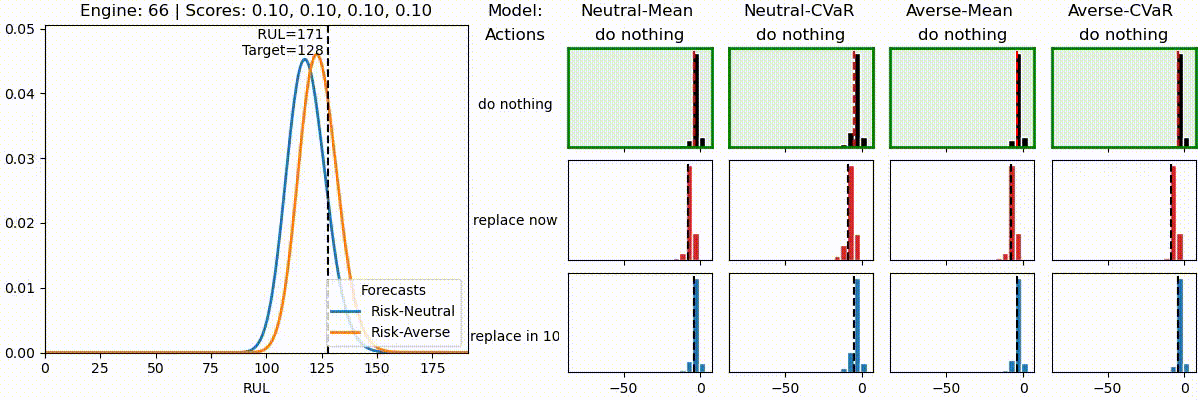 Engine: 66 | Scores: 0.10, 0.10, 0.10, 0.10
RUL=171
Target=128
0.05
0.04
0.03
0.02
0.01
0.00
0
25
50
75
100
125
150
175
RUL
Forecasts
Risk-Neutral
Risk-Averse
Model:
Neutral-Mean
Neutral-CVaR
Averse-Mean
Averse-CVaR
Actions
do nothing
do nothing
do nothing
do nothing
do nothing
replace now
replace in 10
−50
0
−50
0
−50
0
−50
0